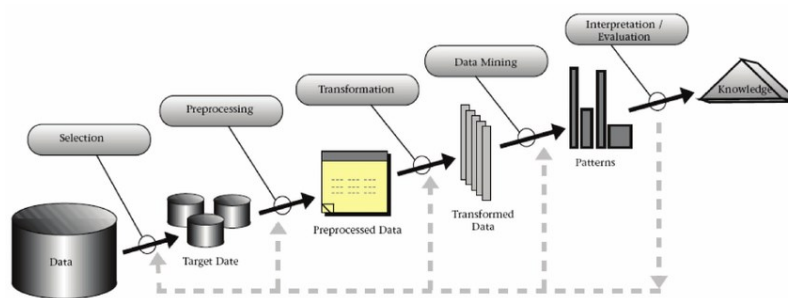 Interpretation /
Evaluation
Data Mining
Transformation
Preprocessing
Selection
Knowledge
Patterns
Transformed
Data
Preprocessed Data
Target Date
Data